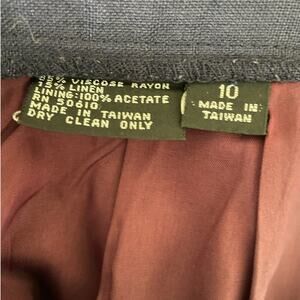 % VISCOSE RAYON
15% LINEN
LINING:100% ACETATE
RN 50610
MADE IN TAIWAN
DRY CLEAN ONLY
10
MADE IN
TAIWAN